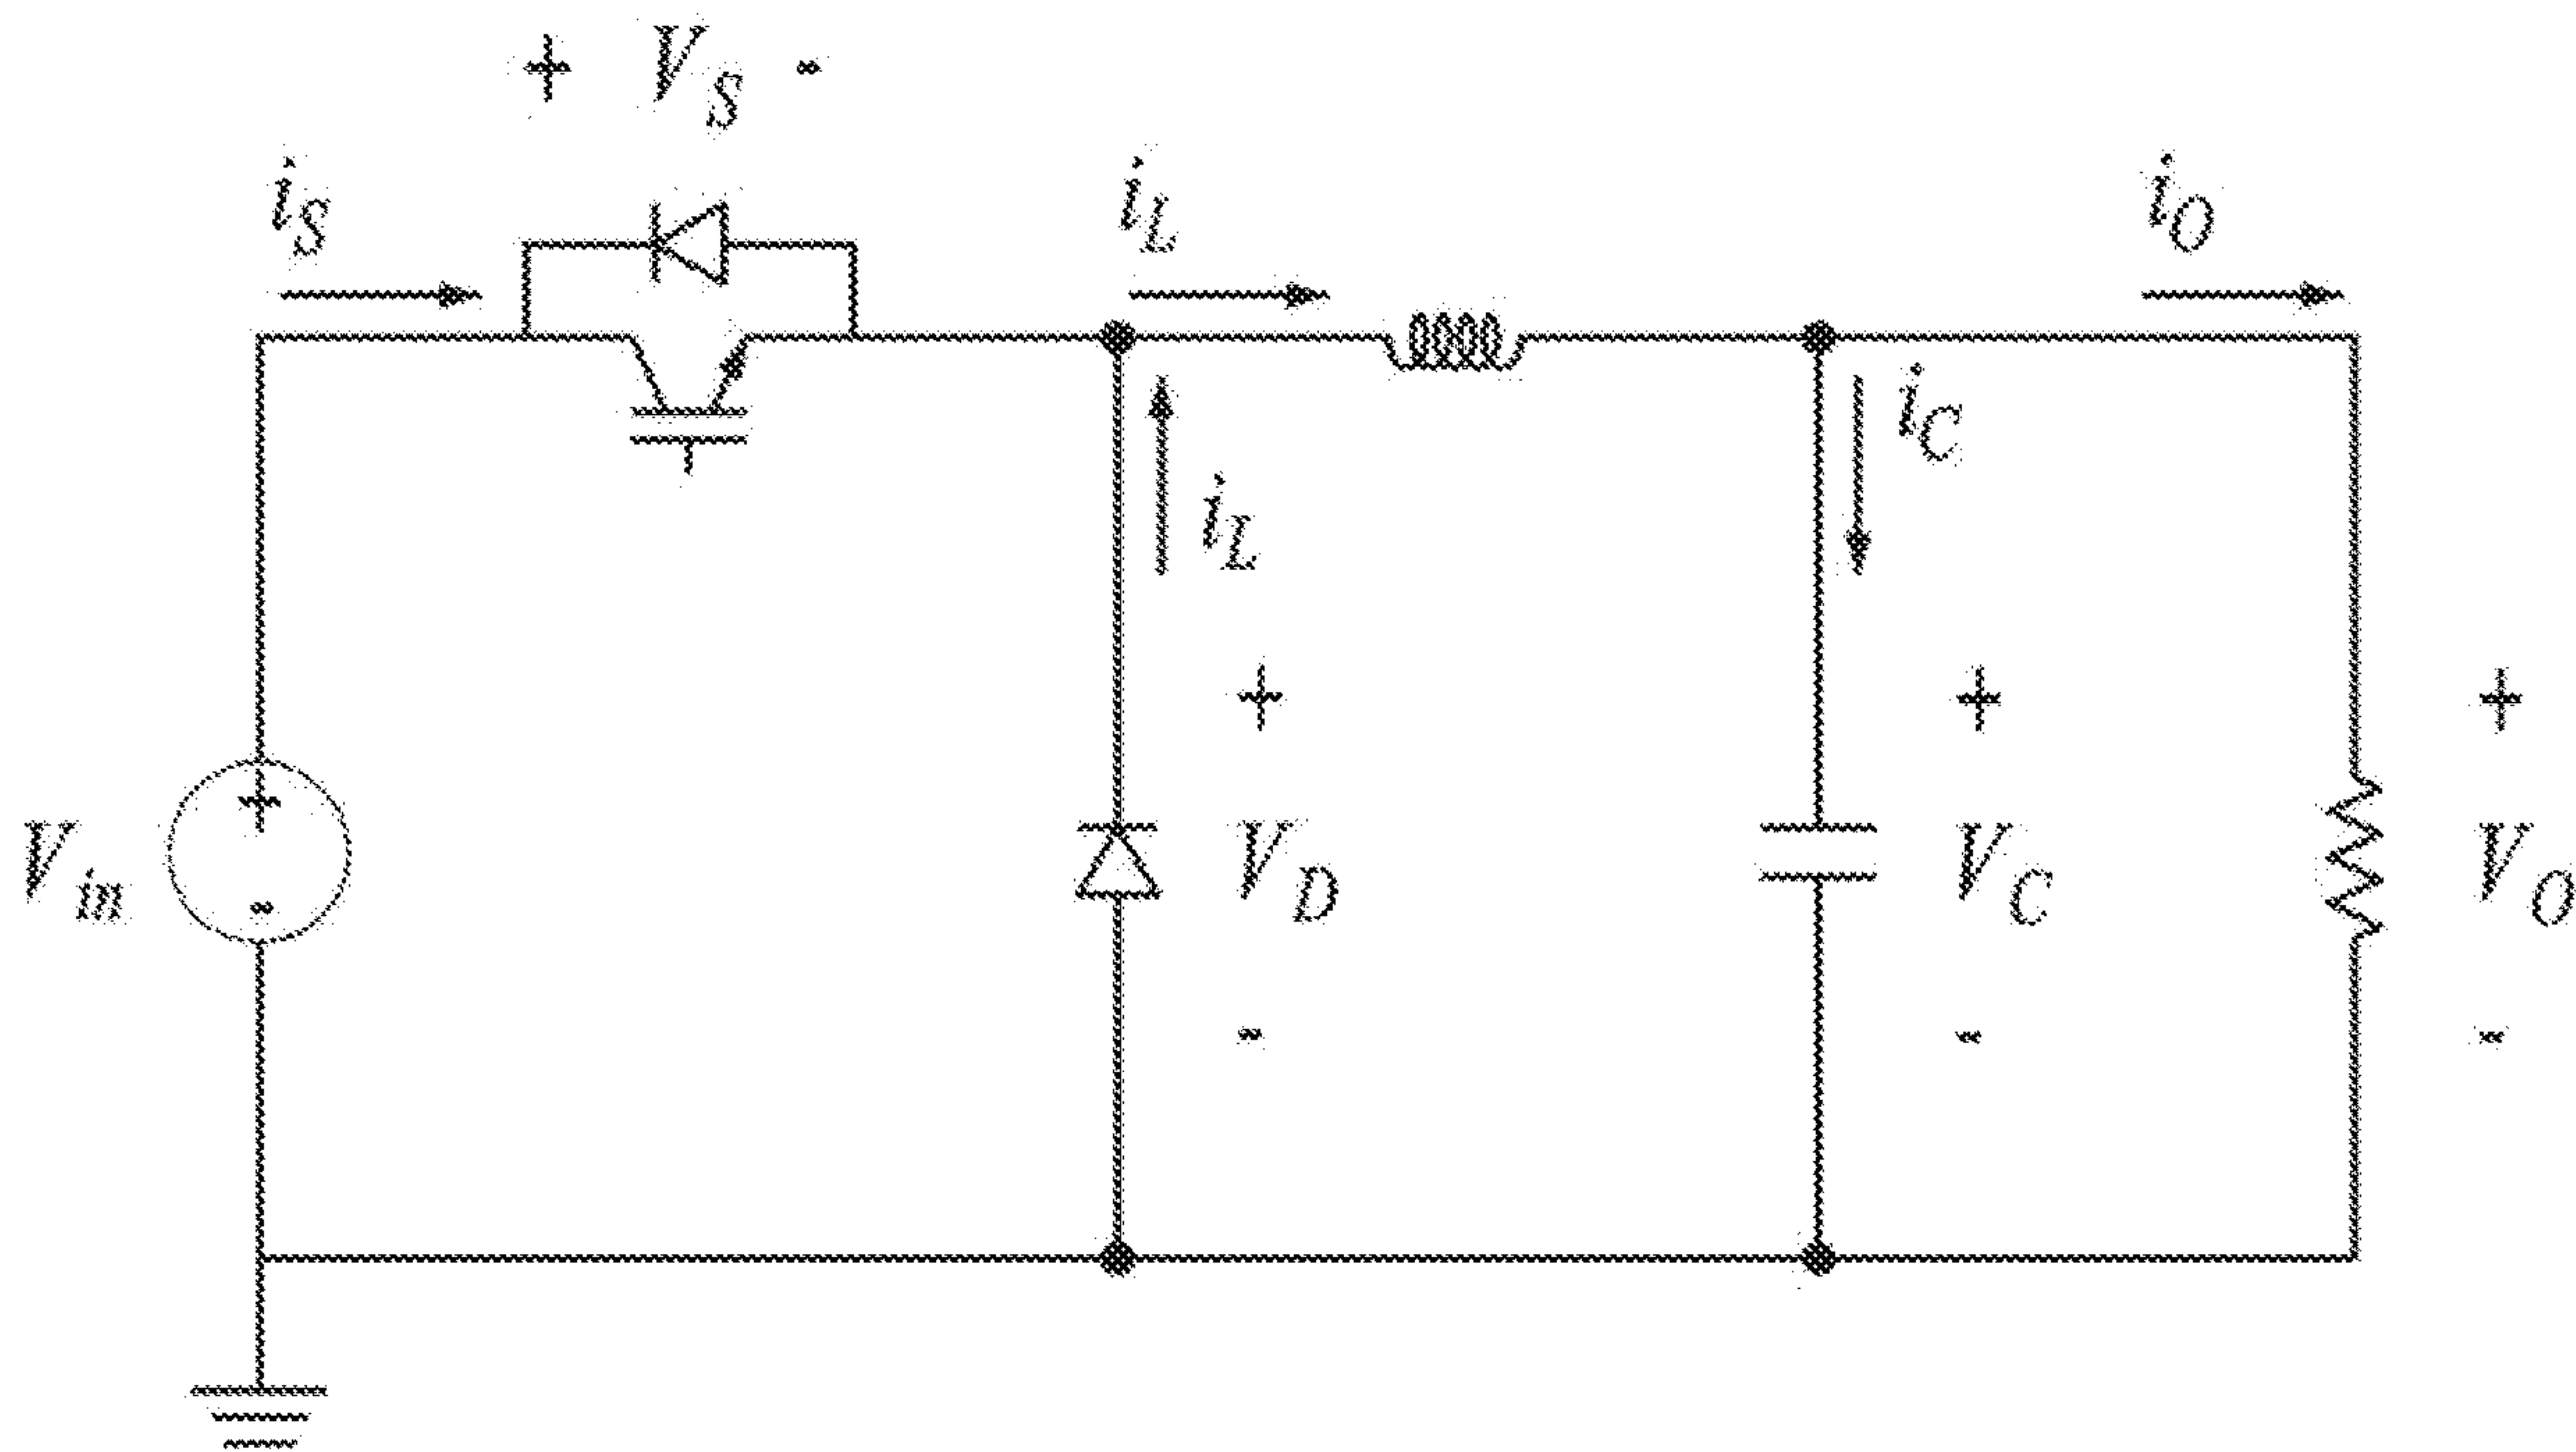 + V_S -
i_S
i_L
i_O
i_C
i_L
+ + +
+
V_in V_D V_C V_O
-
- - -